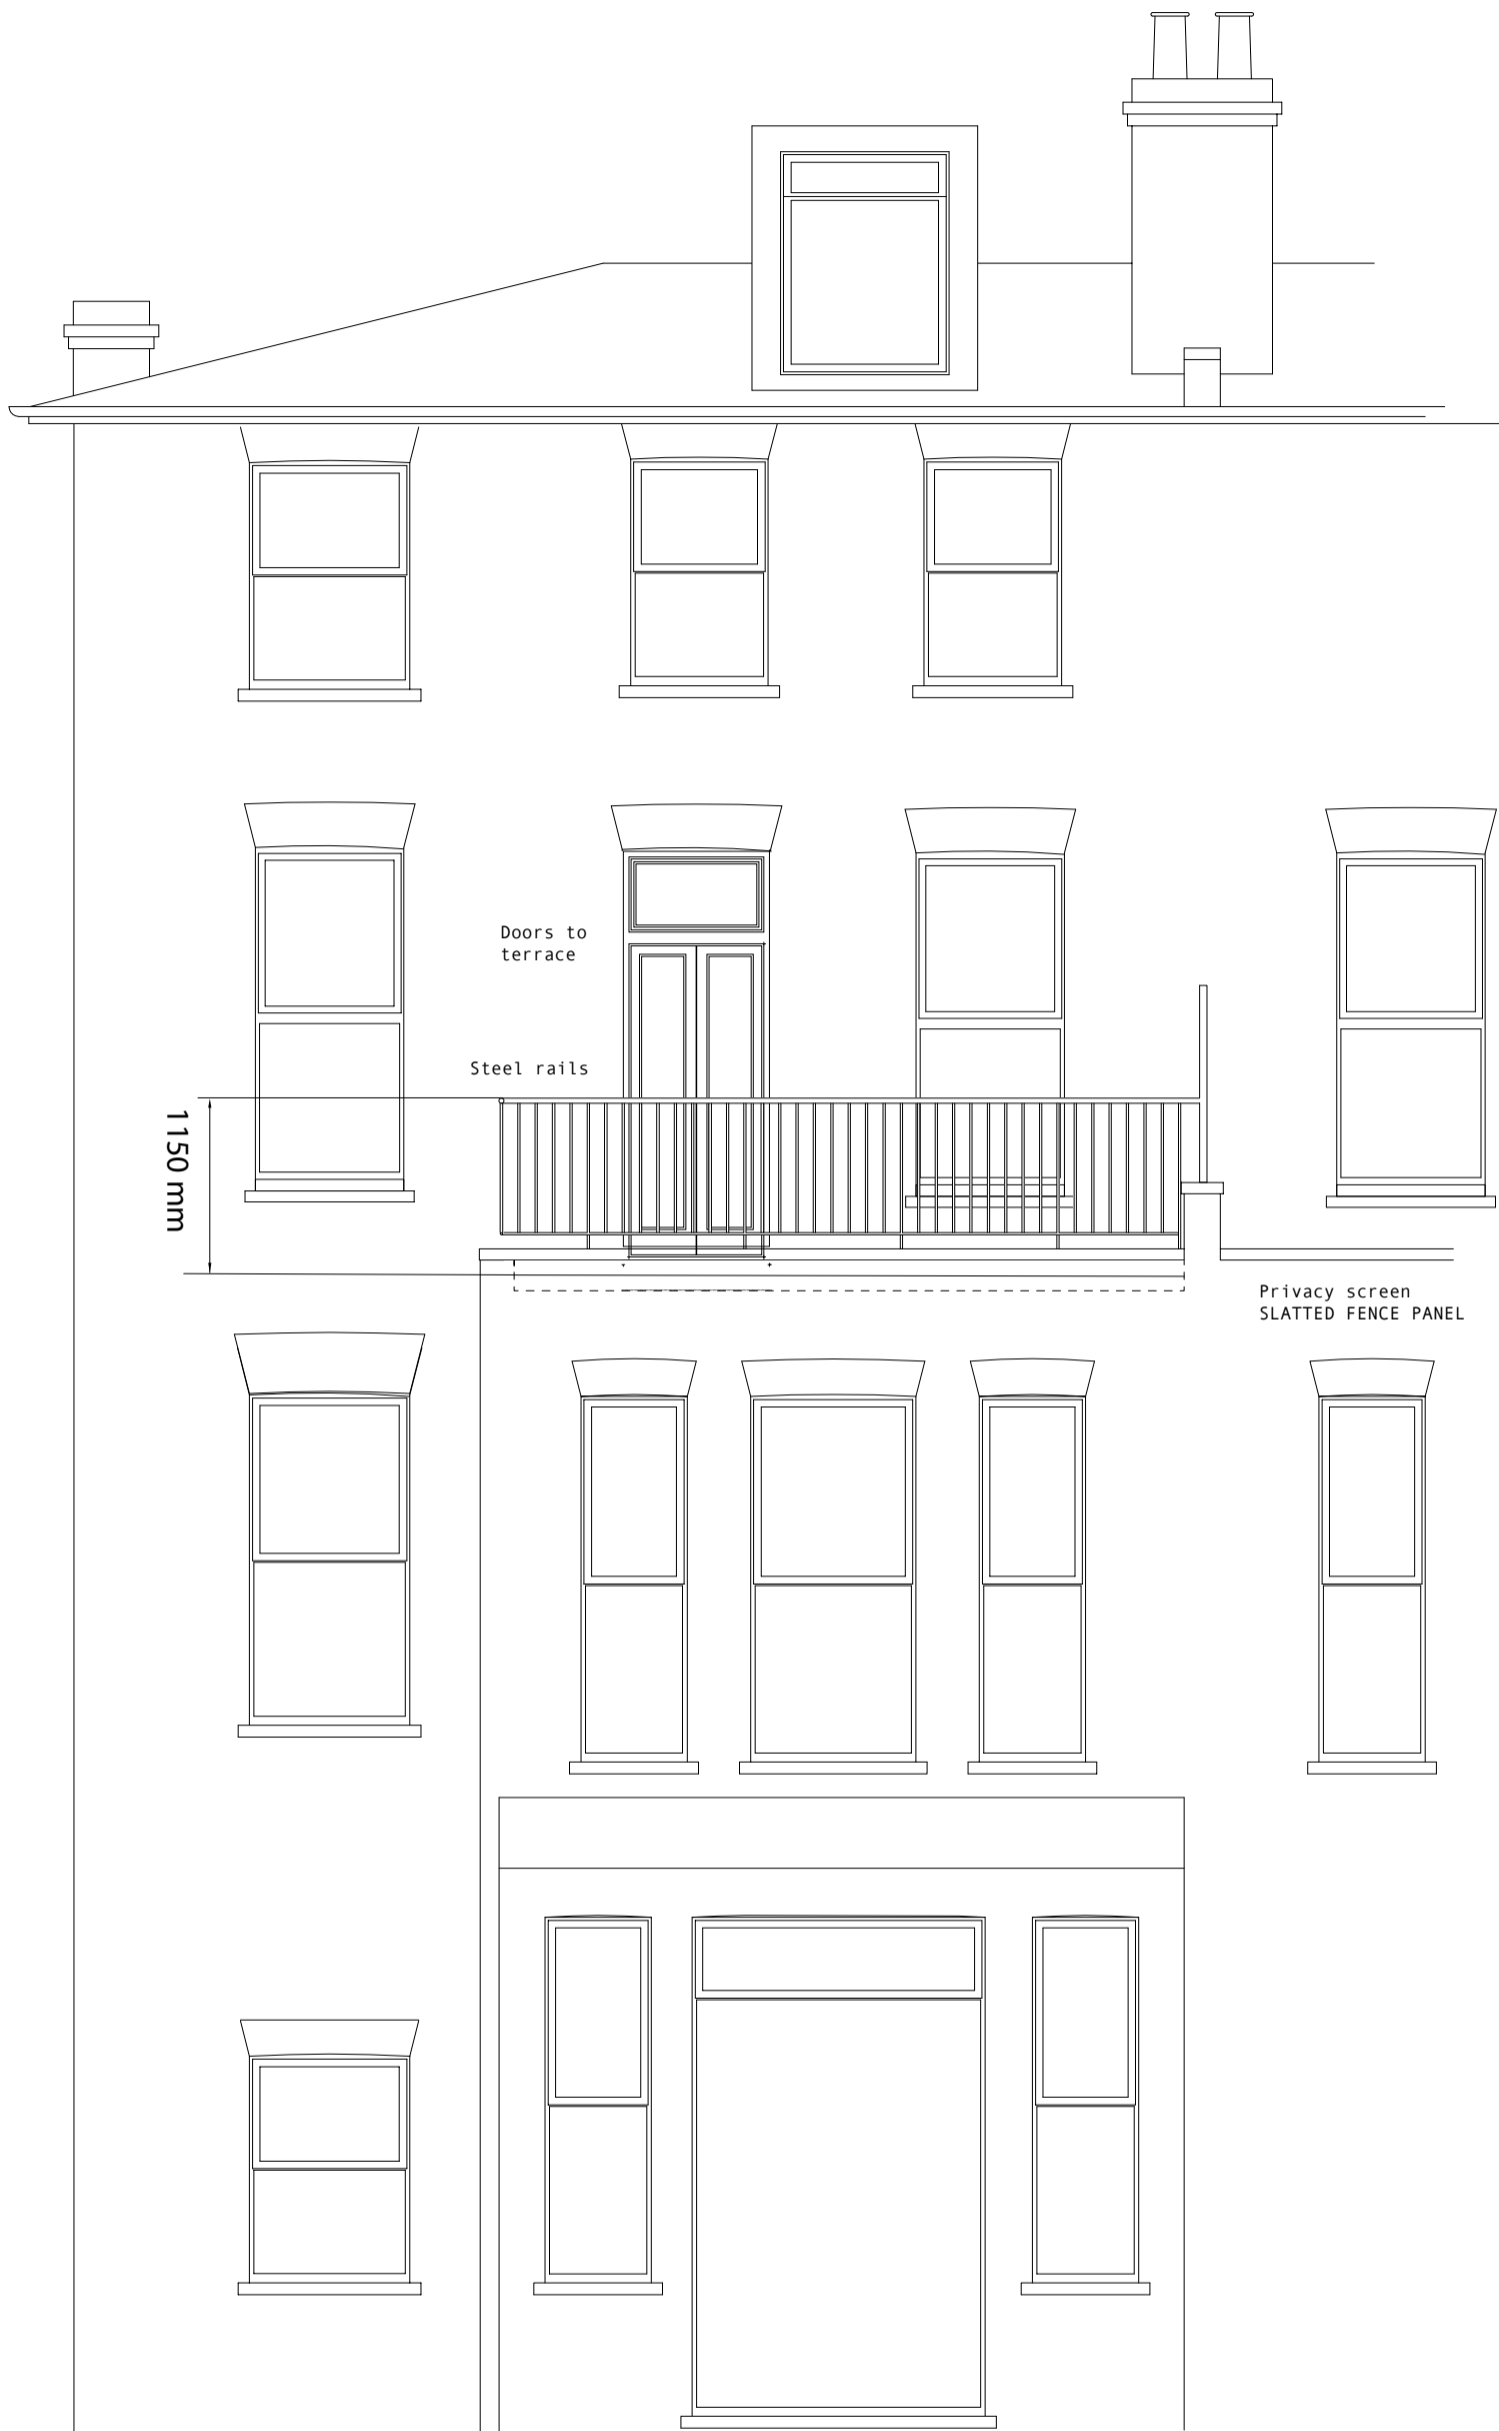 Doors to
terrace
Steel rails
1150 mm
Privacy screen
SLATTED FENCE PANEL